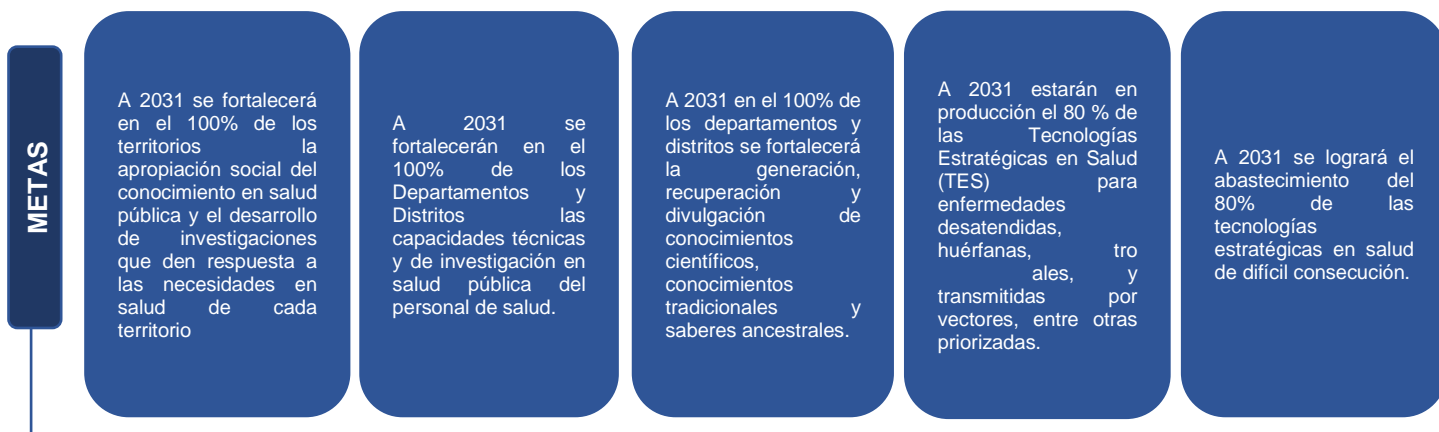 METAS
A 2031 se fortalecerá
en el 100% de los
territorios la
apropiación social del
conocimiento en salud
pública y el desarrollo
de investigaciones
que den respuesta a
las necesidades en
salud de cada
territorio
A 2031 se
fortalecerán en el
100% de los
Departamentos y
Distritos las
capacidades técnicas
y de investigación en
salud pública del
personal de salud.
A 2031 en el 100% de
los departamentos y
distritos se fortalecerá
la generación,
recuperación y
divulgación de
conocimientos
científicos,
conocimientos
tradicionales y
saberes ancestrales.
A 2031 estarán en
producción el 80 % de
las Tecnologías
Estratégicas en Salud
(TES) para
enfermedades
desatendidas,
huérfanas, tro
ales, y
transmitidas por
vectores, entre otras
priorizadas.
A 2031 se logrará el
abastecimiento del
80% de las
tecnologías
estratégicas en salud
de difícil consecución.